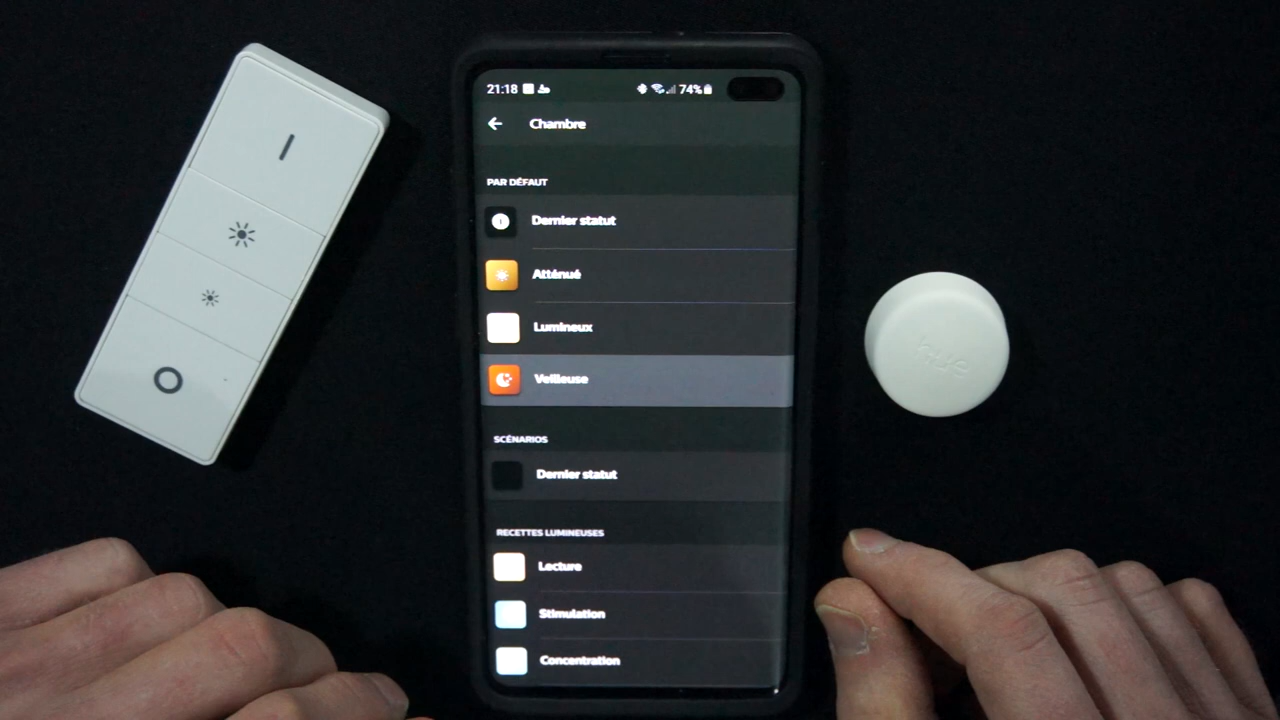 21:18 74%
Chambre
PAR DÉFAUT
Dernier statut
Atténué
Lumineux
Veilleuse
SCÉNARIOS
Dernier statut
RECETTES LUMINEUSES
Lecture
Stimulation
Concentration
hue